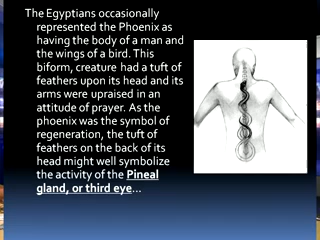 The Egyptians occasionally
represented the Phoenix as
having the body of a man and
the wings of a bird. This
biform, creature had a tuft of
feathers upon its head and its
arms were upraised in an
attitude of prayer. As the
phoenix was the symbol of
regeneration, the tuft of
feathers on the back of its
head might well symbolize
the activity of the Pineal
gland, or third eye...